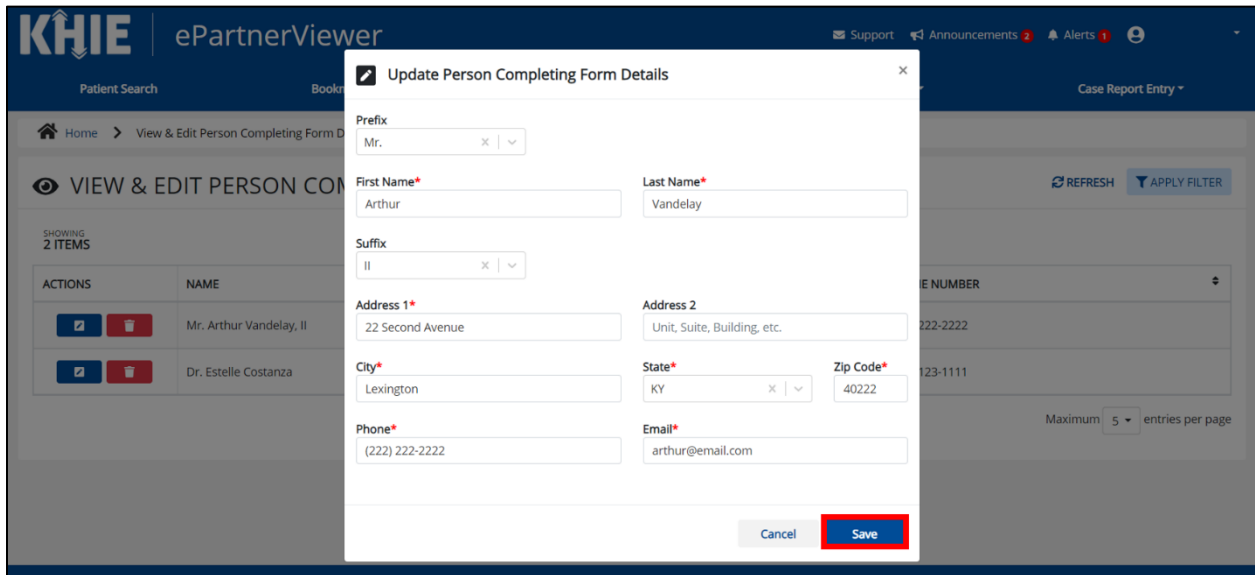 KHIE ePartnerViewer Support Announcements 2 Alerts 1
Patient Search Case Report Entry
Home View & Edit Person Completing Form D
VIEW & EDIT PERSON COM REFRESH APPLY FILTER
SHOWING
2 ITEMS
ACTIONS NAME E NUMBER
Mr. Arthur Vandelay, II 222-2222
Dr. Estelle Costanza 123-1111
Maximum 5 entries per page
Update Person Completing Form Details ×
Prefix
Mr.
First Name* Last Name*
Arthur Vandelay
Suffix
II
Address 1* Address 2
22 Second Avenue Unit, Suite, Building, etc.
City* State* Zip Code*
Lexington KY 40222
Phone* Email*
(222) 222-2222 arthur@email.com
Cancel Save